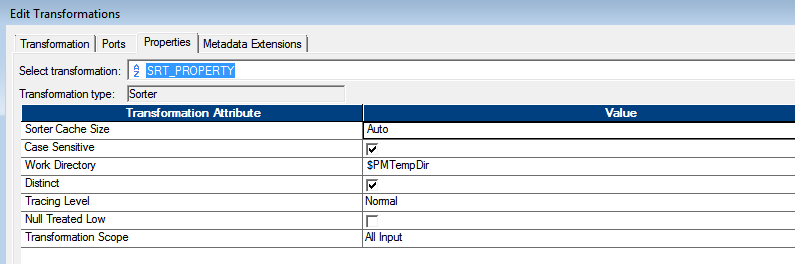 Edit Transformations
Transformation Ports Properties Metadata Extensions
Select transformation: SRT_PROPERTY
Transformation type: Sorter
Transformation Attribute Value
Sorter Cache Size Auto
Case Sensitive
Work Directory $PMTempDir
Distinct
Tracing Level Normal
Null Treated Low
Transformation Scope All Input